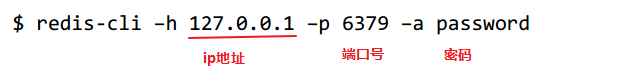 $ redis-cli –h 127.0.0.1 –p 6379 –a password
ip地址 端口号 密码